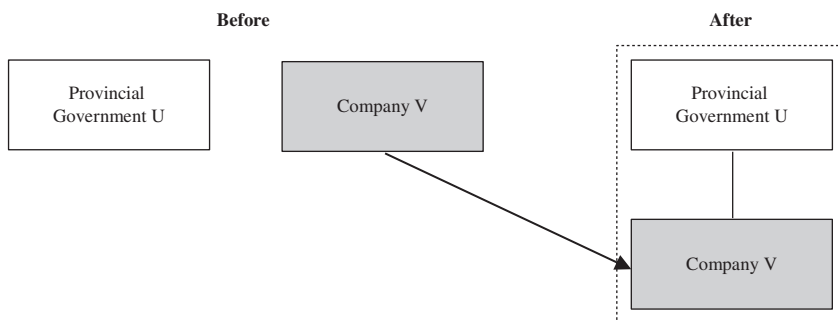 Before
After
Provincial
Government U
Company V
Provincial
Government U
Company V